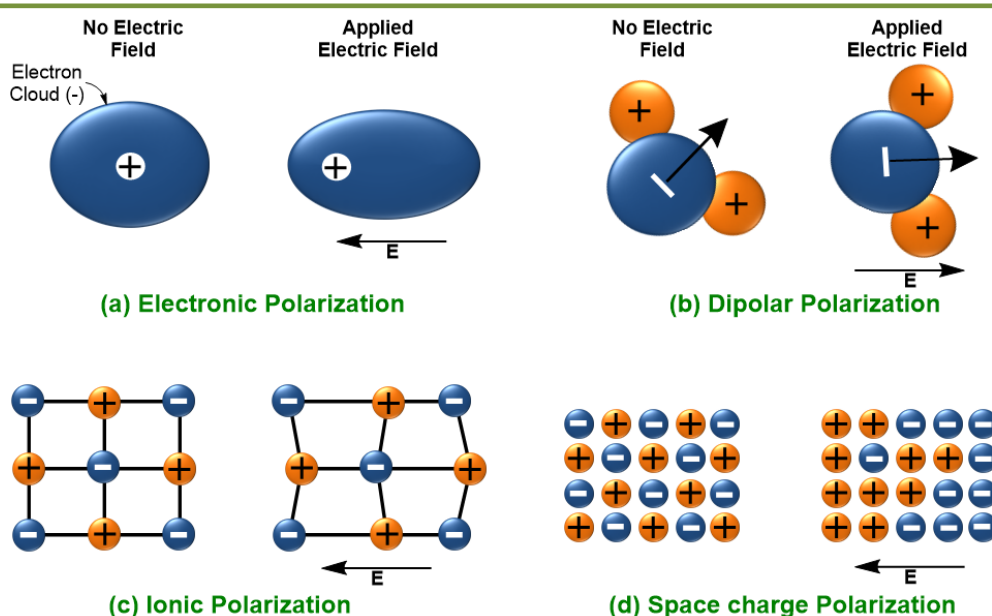 No Electric
Field
Applied
Electric Field
No Electric
Field
Applied
Electric Field
Electron
Cloud (-)
+
+
E
(a) Electronic Polarization
+
+
+
+
E
(b) Dipolar Polarization
- + -
+ - +
- + -
- + -
+ - +
- + -
E
(c) Ionic Polarization
- + - + -
+ - + - +
- + - + -
+ - + - +
+ + - - -
+ - + + -
+ + + - -
+ + - - -
E
(d) Space charge Polarization